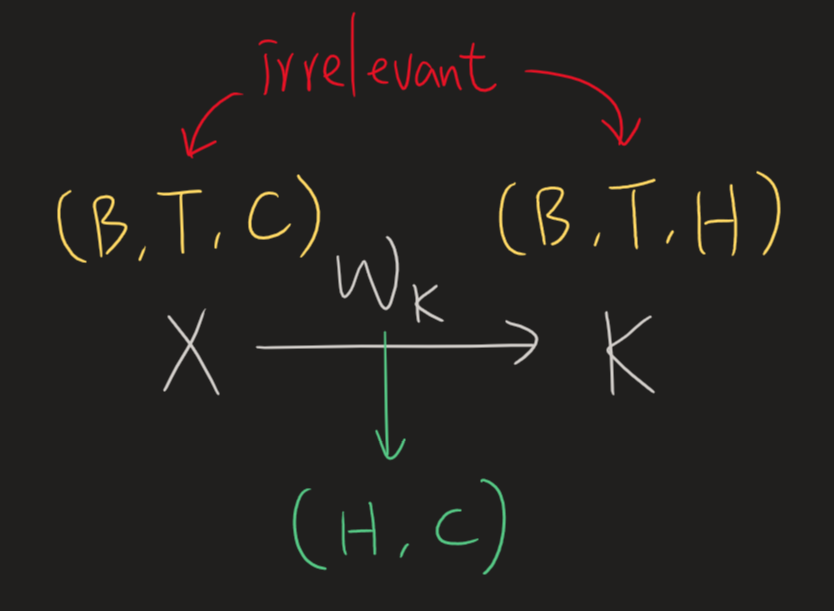 irrelevant
(B, T, C) (B, T, H)
W_K
X K
(H, C)